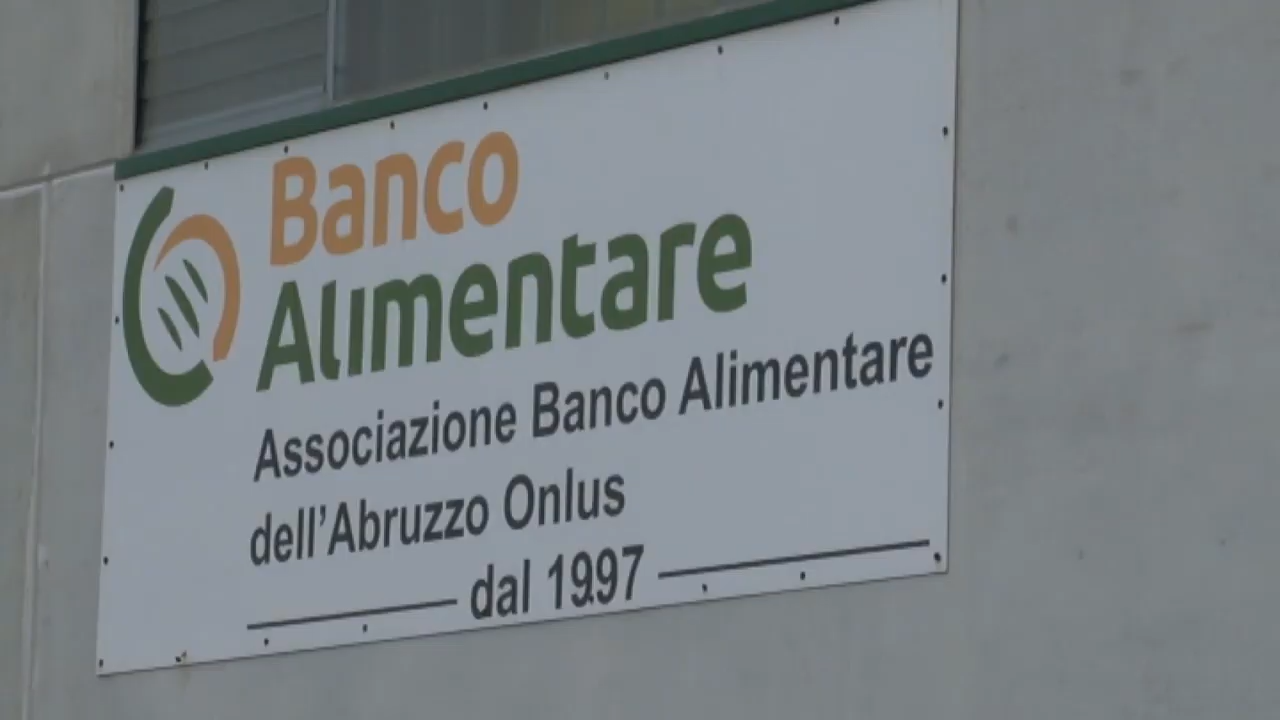 Banco
Alimentare
Associazione Banco Alimentare
dell'Abruzzo Onlus
dal 1997